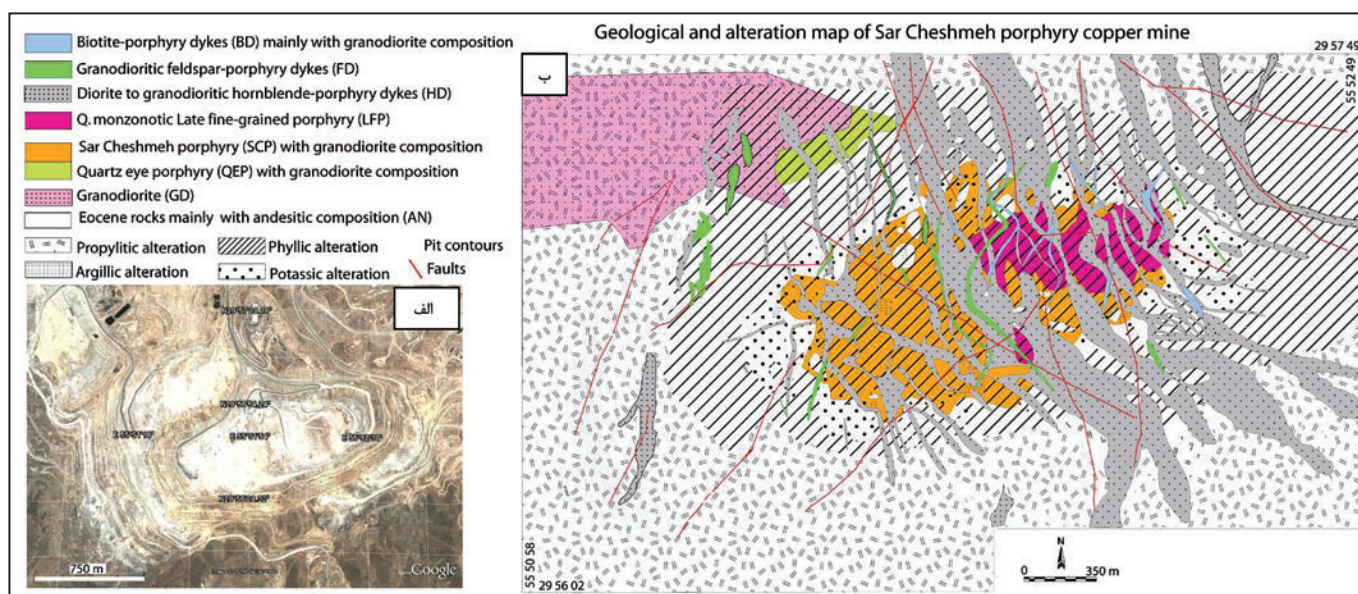 Geological and alteration map of Sar Cheshmeh porphyry copper mine
Biotite-porphyry dykes (BD) mainly with granodiorite composition
Granodioritic feldspar-porphyry dykes (FD)
Diorite to granodioritic hornblende-porphyry dykes (HD)
Q. monzonotic Late fine-grained porphyry (LFP)
Sar Cheshmeh porphyry (SCP) with granodiorite composition
Quartz eye porphyry (QEP) with granodiorite composition
Granodiorite (GD)
Eocene rocks mainly with andesitic composition (AN)
Propylitic alteration
Phyllic alteration
Pit contours
Argillic alteration
Potassic alteration
Faults
الف
750 m
Google
ب
29 57 49
55 52 49
55 50 58
29 56 02
N
0 350 m